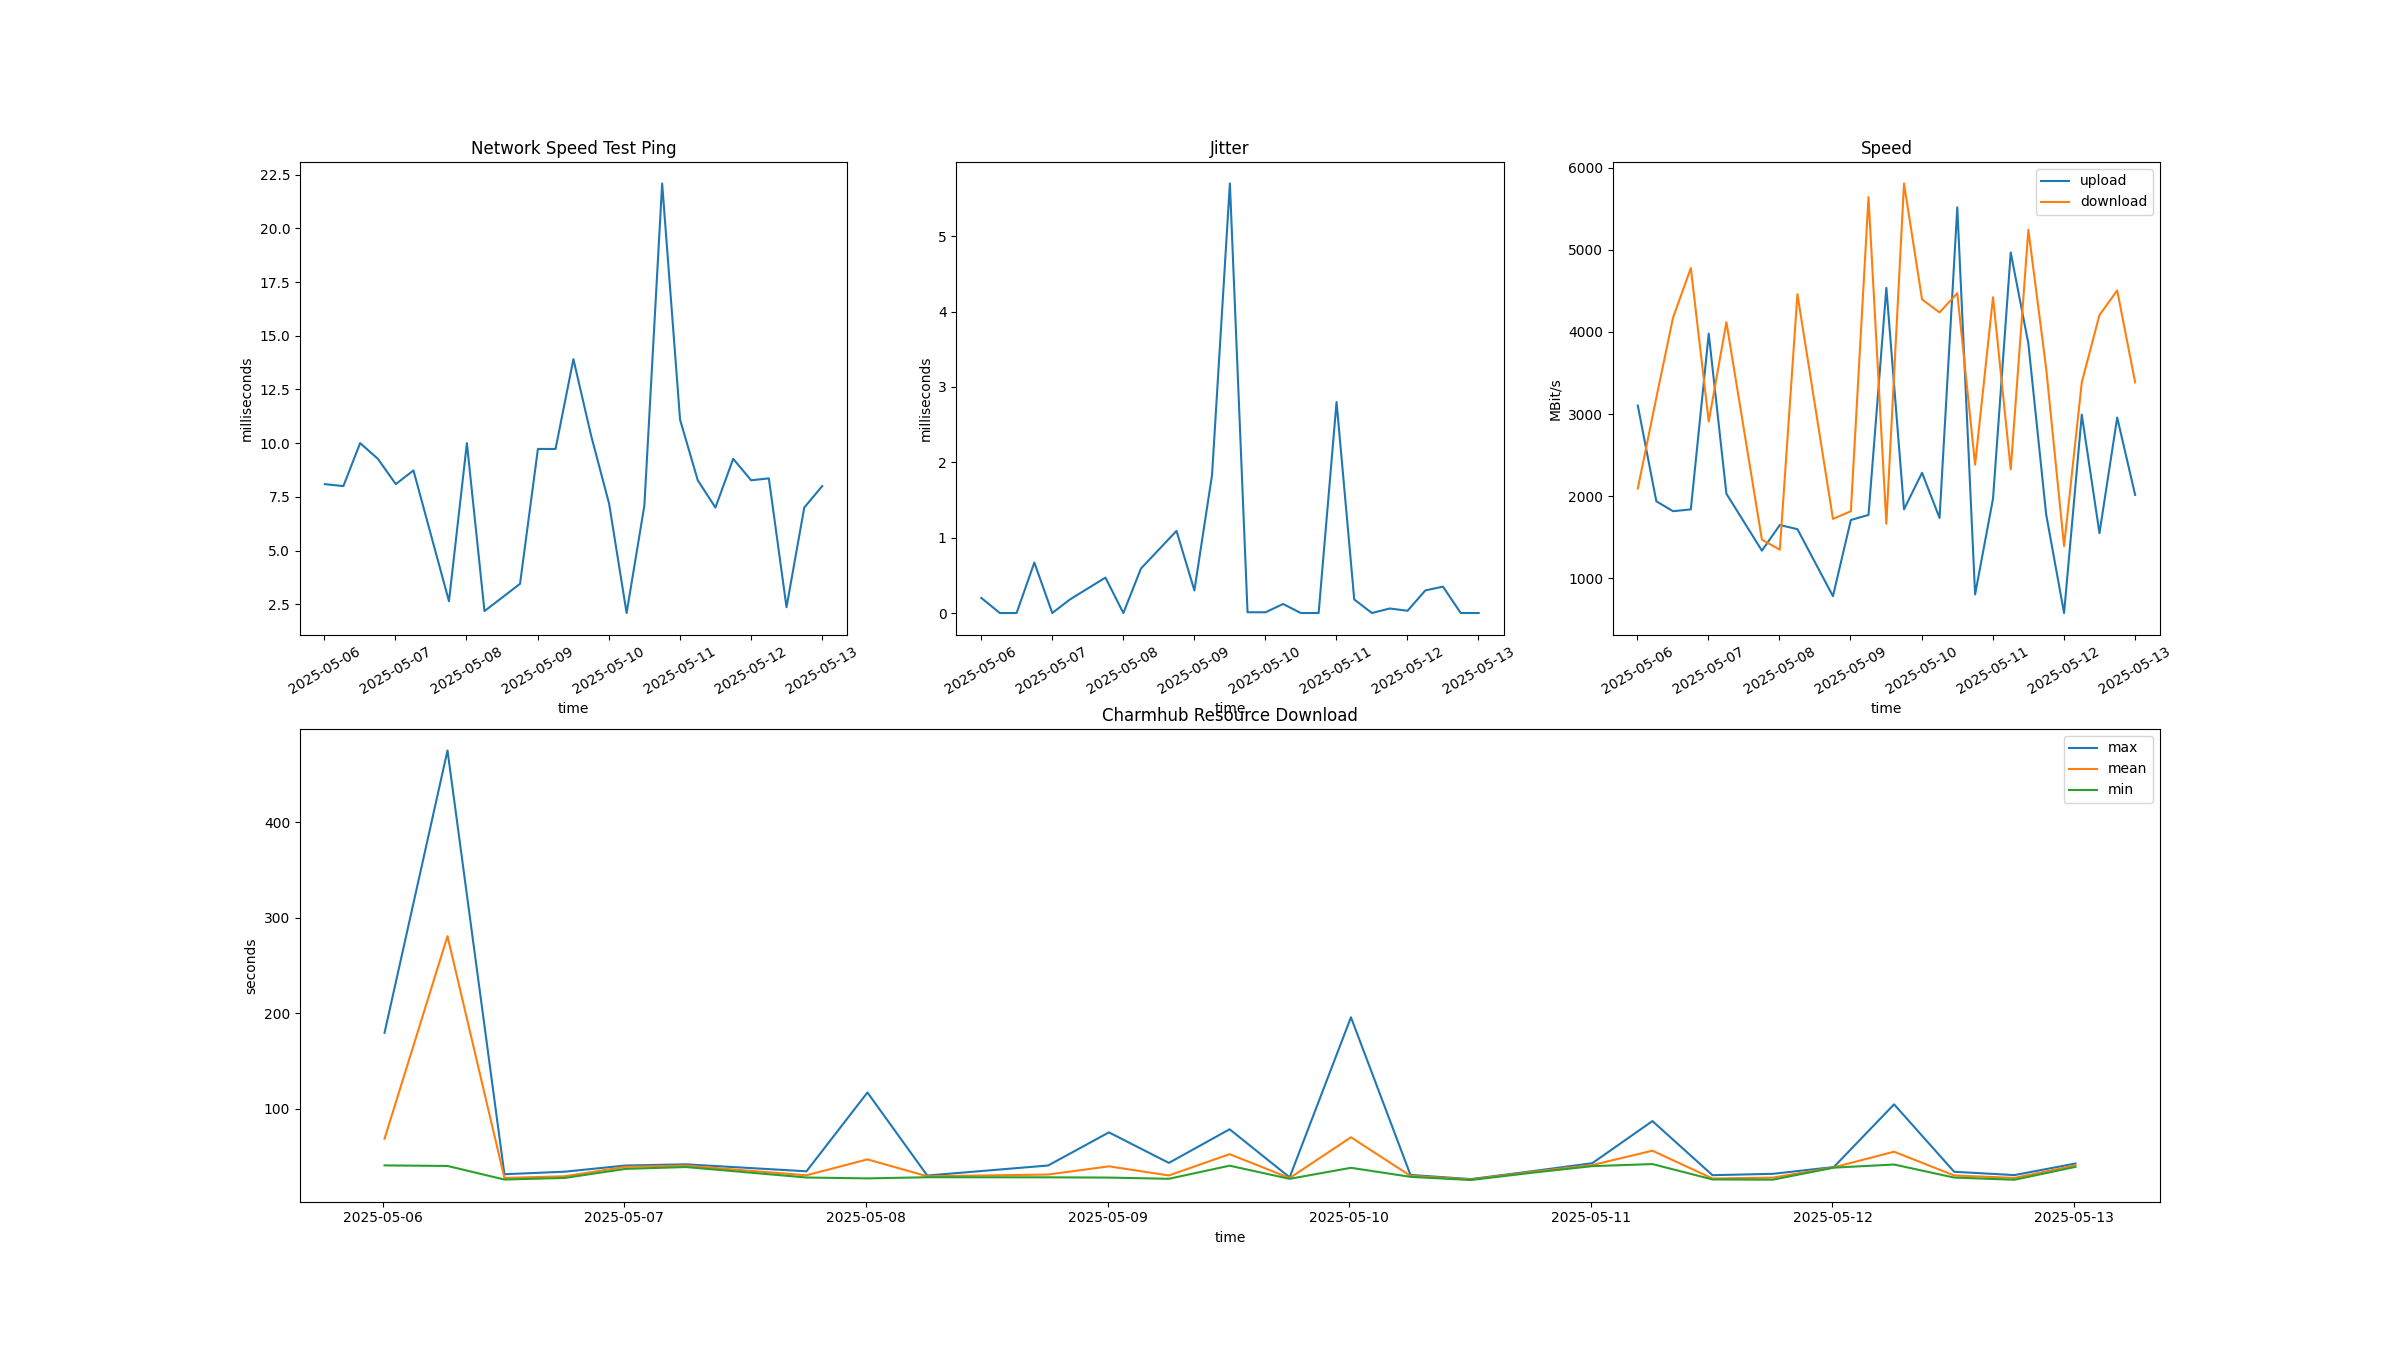 Network Speed Test Ping
22.5
20.0
17.5
15.0
12.5
10.0
7.5
5.0
2.5
milliseconds
2025-05-06 2025-05-07 2025-05-08 2025-05-09 2025-05-10 2025-05-11 2025-05-12 2025-05-13
time
Jitter
5
4
3
2
1
0
milliseconds
2025-05-06 2025-05-07 2025-05-08 2025-05-09 2025-05-10 2025-05-11 2025-05-12 2025-05-13
time
Speed
upload
download
6000
5000
4000
3000
2000
1000
MBit/s
2025-05-06 2025-05-07 2025-05-08 2025-05-09 2025-05-10 2025-05-11 2025-05-12 2025-05-13
time
Charmhub Resource Download
max
mean
min
400
300
200
100
seconds
2025-05-06 2025-05-07 2025-05-08 2025-05-09 2025-05-10 2025-05-11 2025-05-12 2025-05-13
time